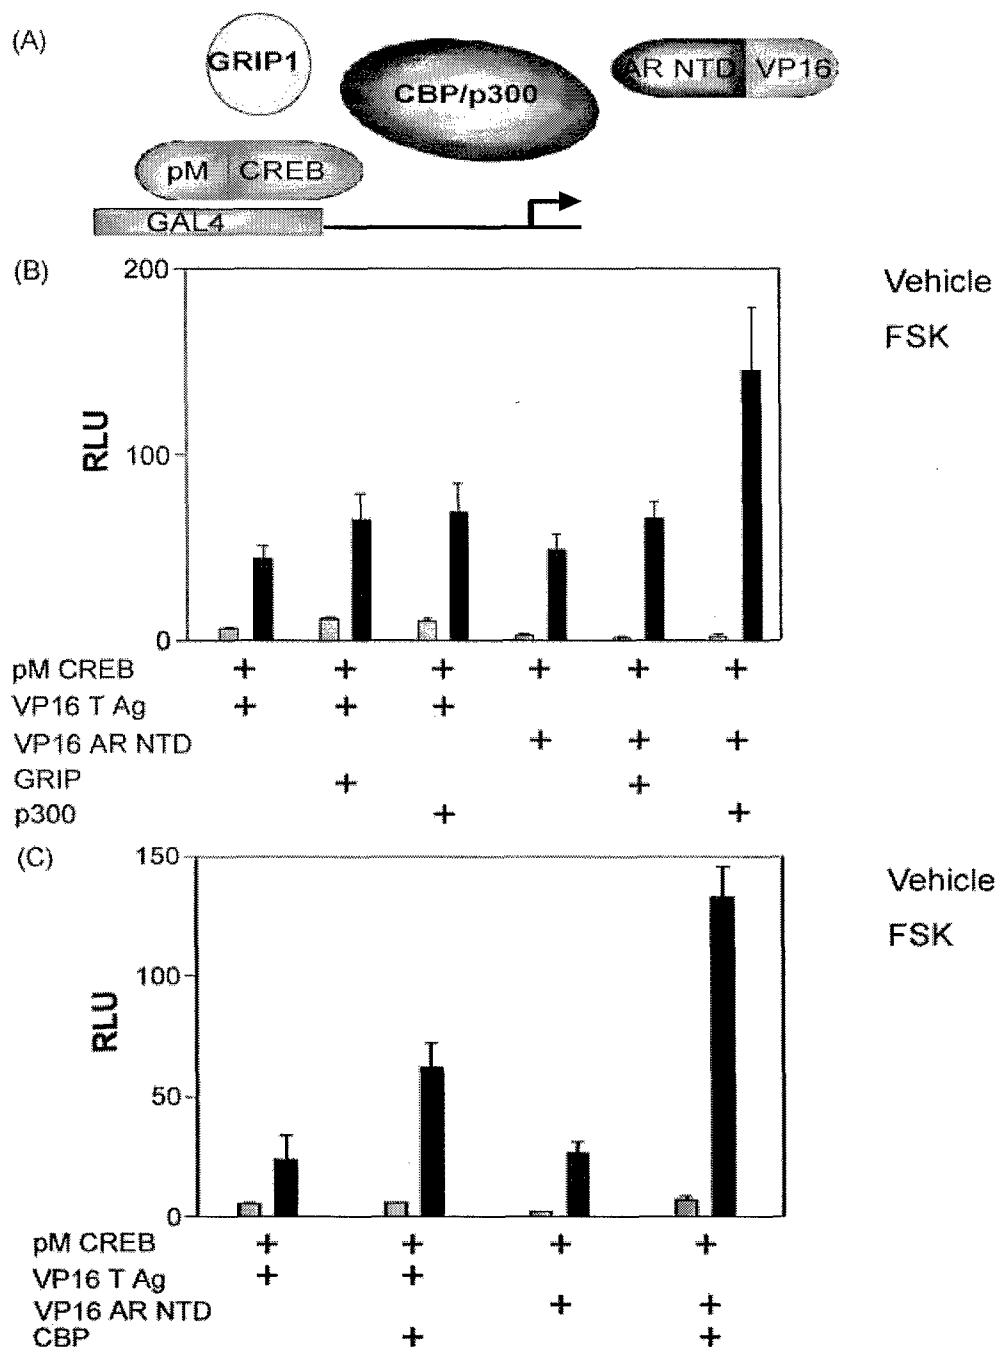 (A)
GRIP1
CBP/p300
AR NTD VP16
pM CREB
GAL4
(B)
200
100
0
RLU
Vehicle
FSK
pM CREB + + + + + +
VP16 T Ag + + +
VP16 AR NTD + + +
GRIP + +
p300 + +
(C)
150
100
50
0
RLU
Vehicle
FSK
pM CREB + + + +
VP16 T Ag + +
VP16 AR NTD + +
CBP + +